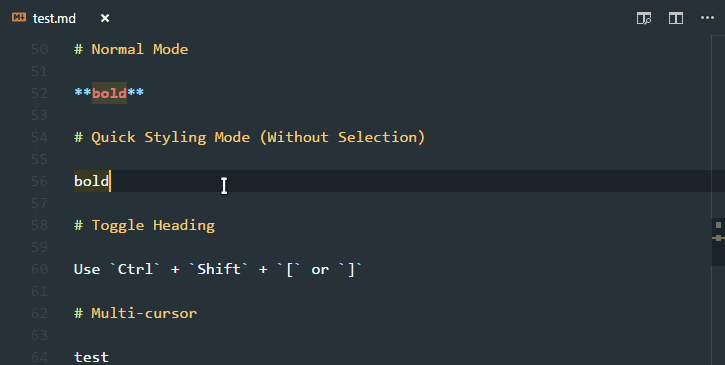 test.md
50 # Normal Mode
51
52 **bold**
53
54 # Quick Styling Mode (Without Selection)
55
56 bold
57
58 # Toggle Heading
59
60 Use `Ctrl` + `Shift` + `[` or `]`
61
62 # Multi-cursor
63
64 test